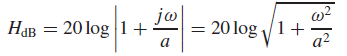 H_dB = 20 log |1 + jω/a| = 20 log √(1 + ω²/a²)